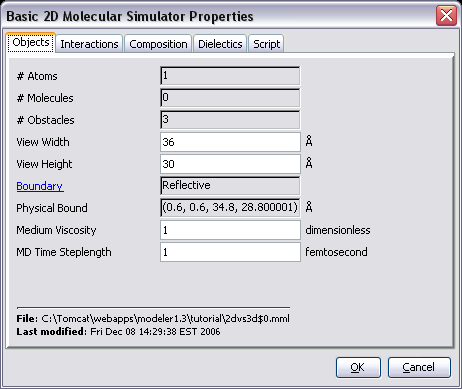 Basic 2D Molecular Simulator Properties
Objects Interactions Composition Dielectics Script
# Atoms 1
# Molecules 0
# Obstacles 3
View Width 36 Å
View Height 30 Å
Boundary Reflective
Physical Bound (0.6, 0.6, 34.8, 28.800001) Å
Medium Viscosity 1 dimensionless
MD Time Steplength 1 femtosecond
File: C:\Tomcat\webapps\modeler1.3\tutorial\2dvs3d$0.mml
Last modified: Fri Dec 08 14:29:38 EST 2006
OK Cancel